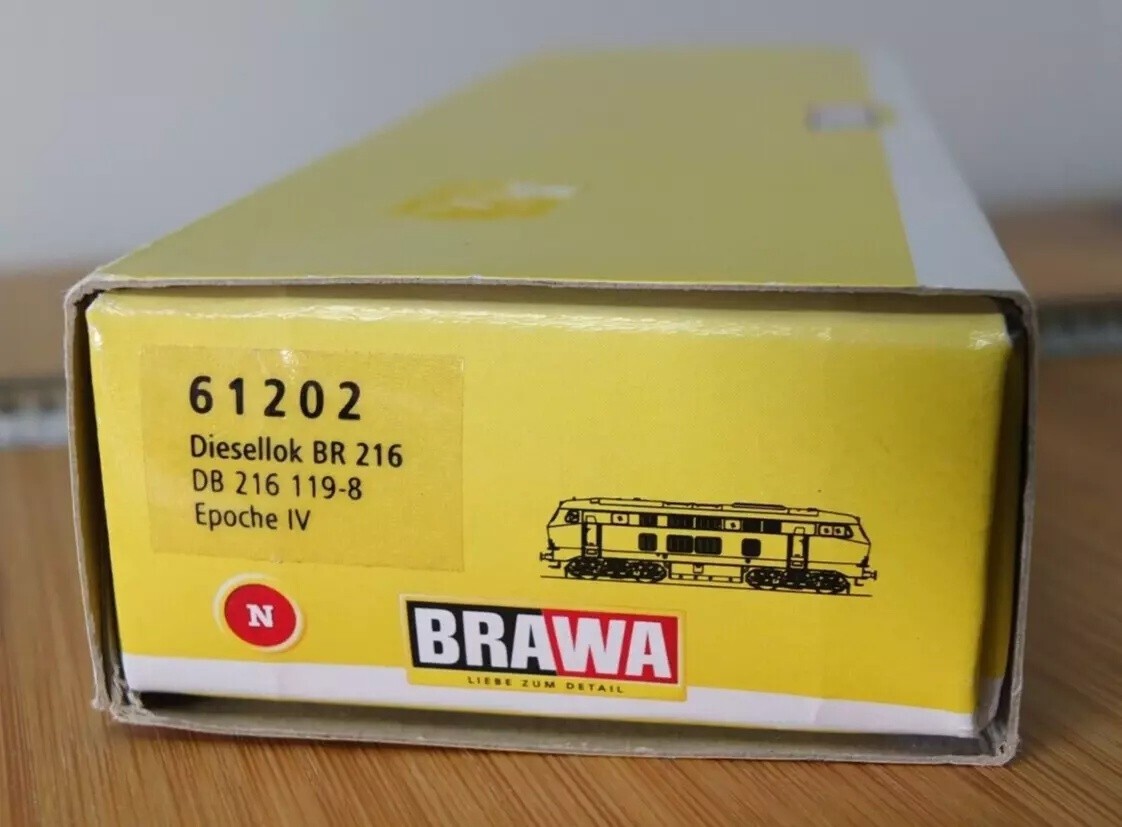 61202
Diesellok BR 216
DB 216 119-8
Epoche IV
N
BRAWA
LIEBE ZUM DETAIL